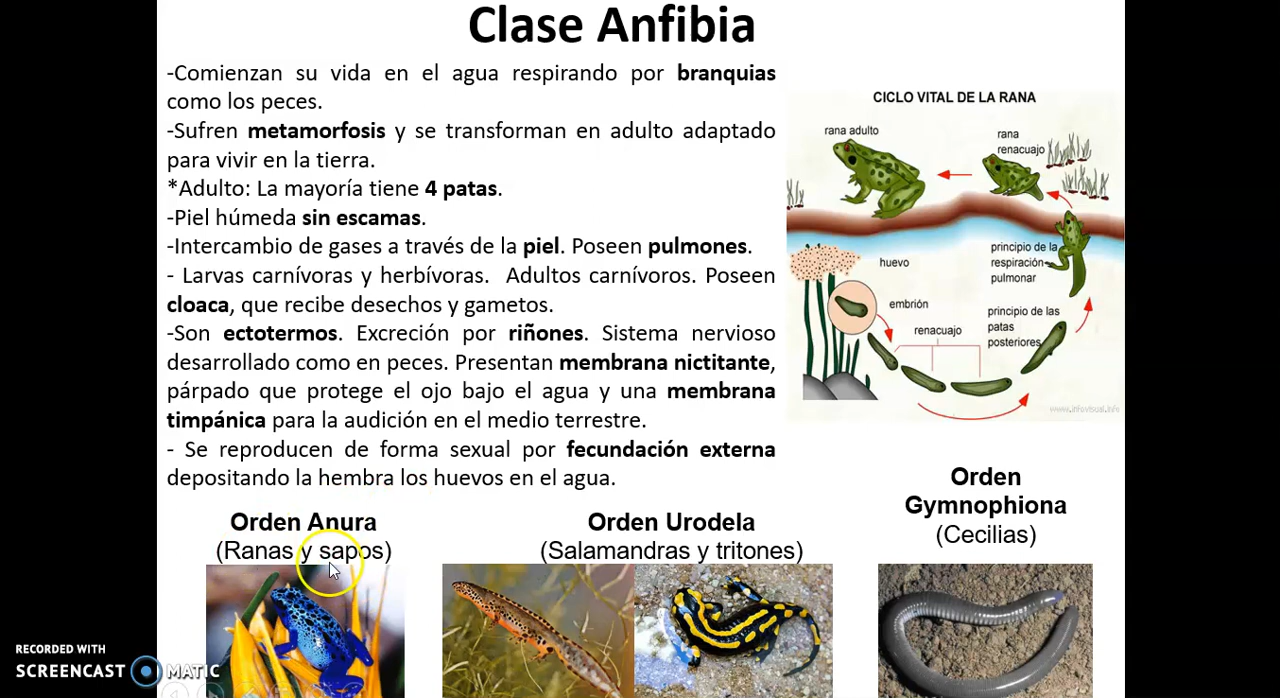 Clase Anfibia
-Comienzan su vida en el agua respirando por branquias
como los peces.
-Sufren metamorfosis y se transforman en adulto adaptado
para vivir en la tierra.
*Adulto: La mayoría tiene 4 patas.
-Piel húmeda sin escamas.
-Intercambio de gases a través de la piel. Poseen pulmones.
- Larvas carnívoras y herbívoras. Adultos carnívoros. Poseen
cloaca, que recibe desechos y gametos.
-Son ectotermos. Excreción por riñones. Sistema nervioso
desarrollado como en peces. Presentan membrana nictitante,
párpado que protege el ojo bajo el agua y una membrana
timpánica para la audición en el medio terrestre.
- Se reproducen de forma sexual por fecundación externa
depositando la hembra los huevos en el agua.
CICLO VITAL DE LA RANA
rana adulto
rana
renacuajo
principio de la
respiración
pulmonar
huevo
embrión
principio de las
patas
posteriores
renacuajo
www.infovisual.info
Orden Anura
(Ranas y sapos)
Orden Urodela
(Salamandras y tritones)
Orden
Gymnophiona
(Cecilias)
RECORDED WITH
SCREENCAST MATIC